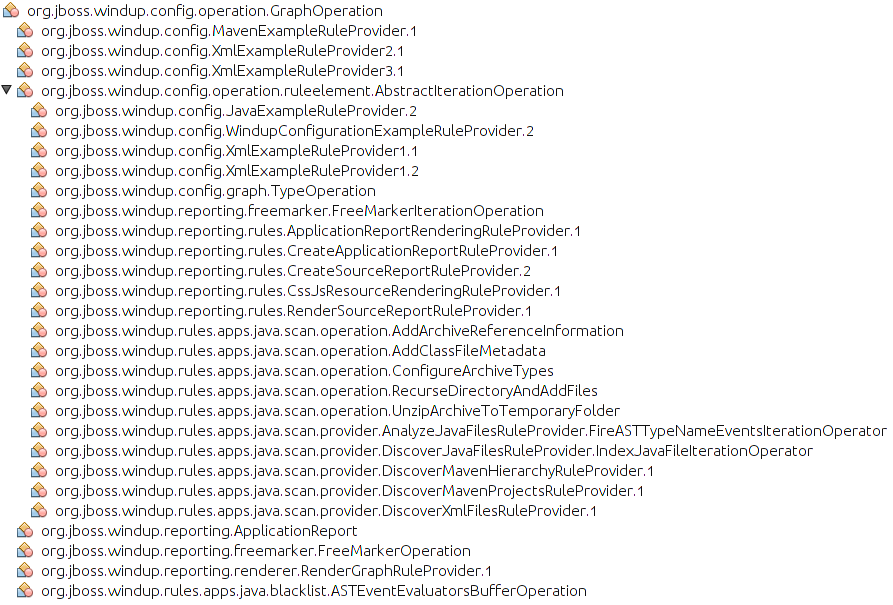 org.jboss.windup.config.operation.GraphOperation
org.jboss.windup.config.MavenExampleRuleProvider.1
org.jboss.windup.config.XmlExampleRuleProvider2.1
org.jboss.windup.config.XmlExampleRuleProvider3.1
org.jboss.windup.config.operation.ruleelement.AbstractIterationOperation
org.jboss.windup.config.JavaExampleRuleProvider.2
org.jboss.windup.config.WindupConfigurationExampleRuleProvider.2
org.jboss.windup.config.XmlExampleRuleProvider1.1
org.jboss.windup.config.XmlExampleRuleProvider1.2
org.jboss.windup.config.graph.TypeOperation
org.jboss.windup.reporting.freemarker.FreeMarkerIterationOperation
org.jboss.windup.reporting.rules.ApplicationReportRenderingRuleProvider.1
org.jboss.windup.reporting.rules.CreateApplicationReportRuleProvider.1
org.jboss.windup.reporting.rules.CreateSourceReportRuleProvider.2
org.jboss.windup.reporting.rules.CssJsResourceRenderingRuleProvider.1
org.jboss.windup.reporting.rules.RenderSourceReportRuleProvider.1
org.jboss.windup.rules.apps.java.scan.operation.AddArchiveReferenceInformation
org.jboss.windup.rules.apps.java.scan.operation.AddClassFileMetadata
org.jboss.windup.rules.apps.java.scan.operation.ConfigureArchiveTypes
org.jboss.windup.rules.apps.java.scan.operation.RecurseDirectoryAndAddFiles
org.jboss.windup.rules.apps.java.scan.operation.UnzipArchiveToTemporaryFolder
org.jboss.windup.rules.apps.java.scan.provider.AnalyzeJavaFilesRuleProvider.FireASTTypeNameEventsIterationOperator
org.jboss.windup.rules.apps.java.scan.provider.DiscoverJavaFilesRuleProvider.IndexJavaFileIterationOperator
org.jboss.windup.rules.apps.java.scan.provider.DiscoverMavenHierarchyRuleProvider.1
org.jboss.windup.rules.apps.java.scan.provider.DiscoverMavenProjectsRuleProvider.1
org.jboss.windup.rules.apps.java.scan.provider.DiscoverXmlFilesRuleProvider.1
org.jboss.windup.reporting.ApplicationReport
org.jboss.windup.reporting.freemarker.FreeMarkerOperation
org.jboss.windup.reporting.renderer.RenderGraphRuleProvider.1
org.jboss.windup.rules.apps.java.blacklist.ASTEventEvaluatorsBufferOperation